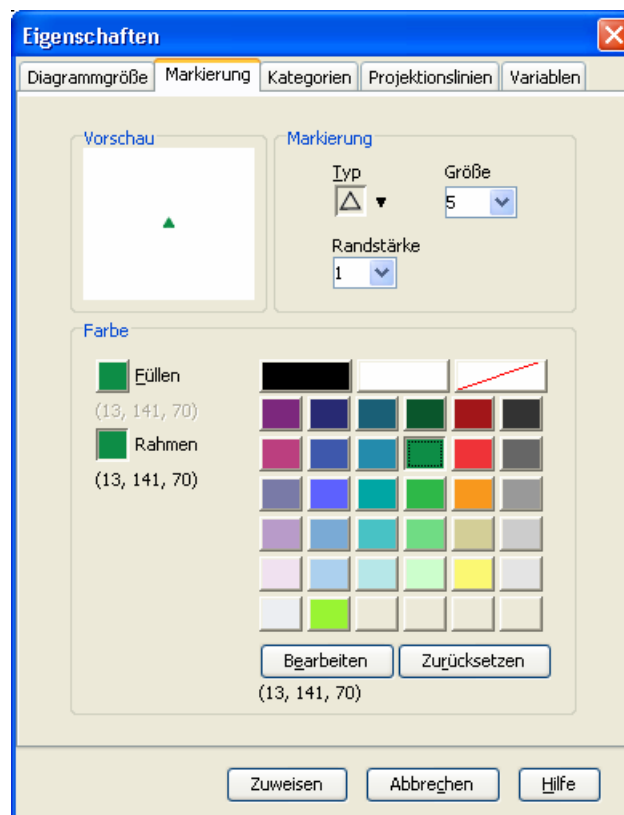 Eigenschaften
Diagrammgröße Markierung Kategorien Projektionslinien Variablen
Vorschau
Markierung
Typ Größe
5
Randstärke
1
Farbe
Füllen
(13, 141, 70)
Rahmen
(13, 141, 70)
Bearbeiten Zurücksetzen
(13, 141, 70)
Zuweisen Abbrechen Hilfe